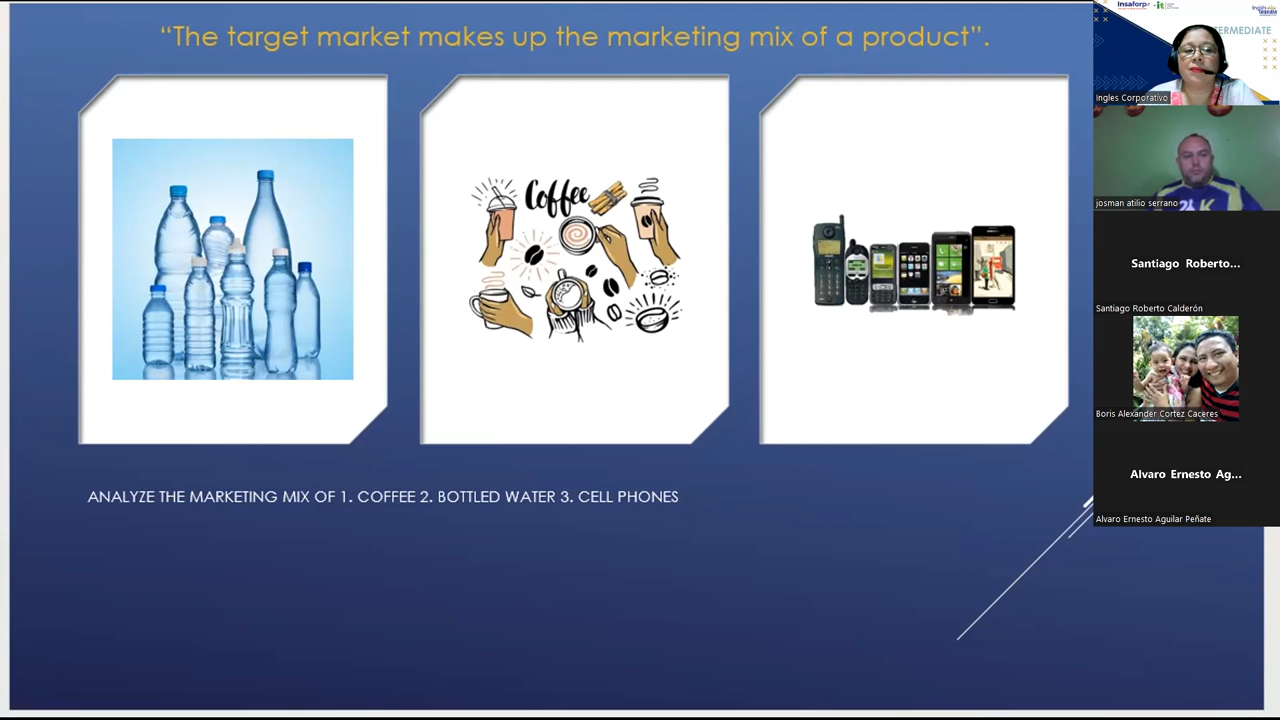 “The target market makes up the marketing mix of a product”.
Coffee
ANALYZE THE MARKETING MIX OF 1. COFFEE 2. BOTTLED WATER 3. CELL PHONES
Insaforp
ERMEDIATE
Ingles Corporativo
josman atilio serrano
Santiago Roberto...
Santiago Roberto Calderón
Boris Alexander Cortez Caceres
Alvaro Ernesto Ag...
Alvaro Ernesto Aguilar Peñate